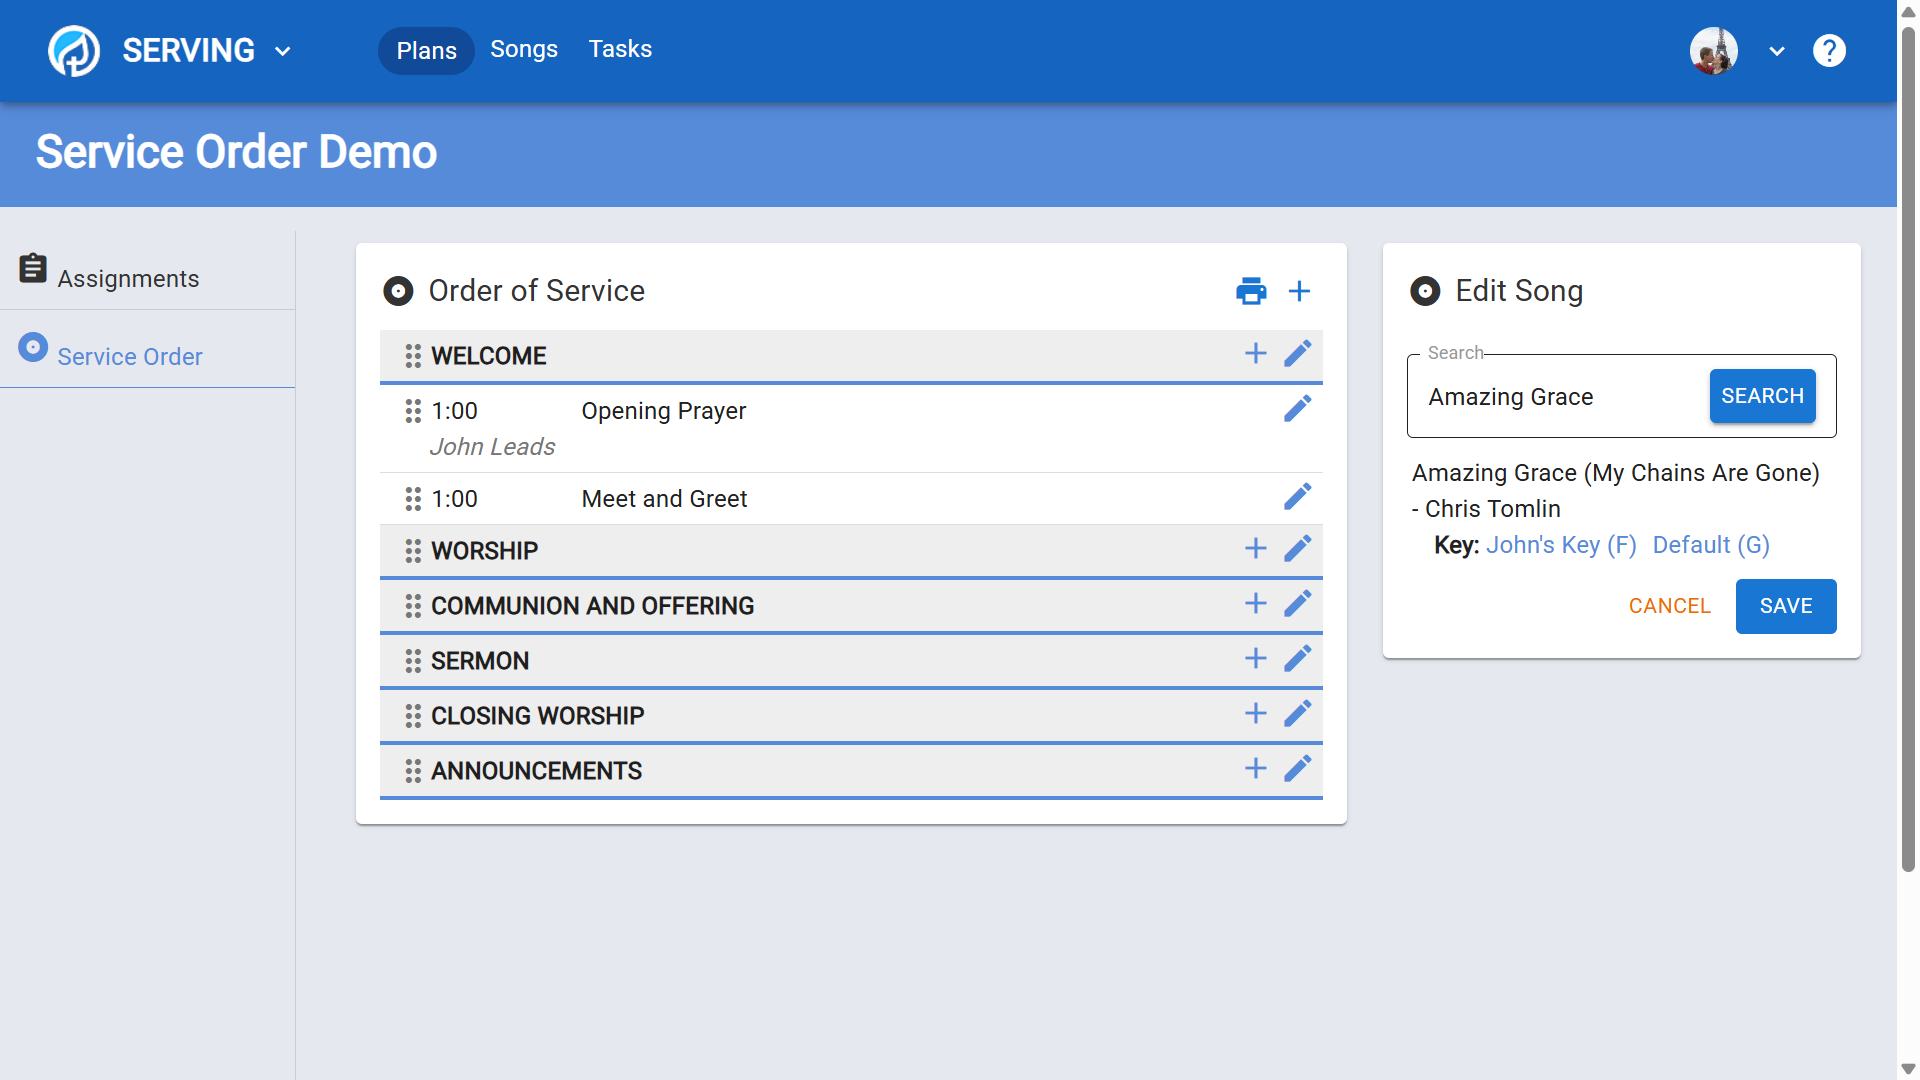 SERVING
Plans
Songs
Tasks
Service Order Demo
Assignments
Service Order
Order of Service
WELCOME
1:00 Opening Prayer
John Leads
1:00 Meet and Greet
WORSHIP
COMMUNION AND OFFERING
SERMON
CLOSING WORSHIP
ANNOUNCEMENTS
Edit Song
Search
Amazing Grace
SEARCH
Amazing Grace (My Chains Are Gone)
- Chris Tomlin
Key: John's Key (F) Default (G)
CANCEL
SAVE